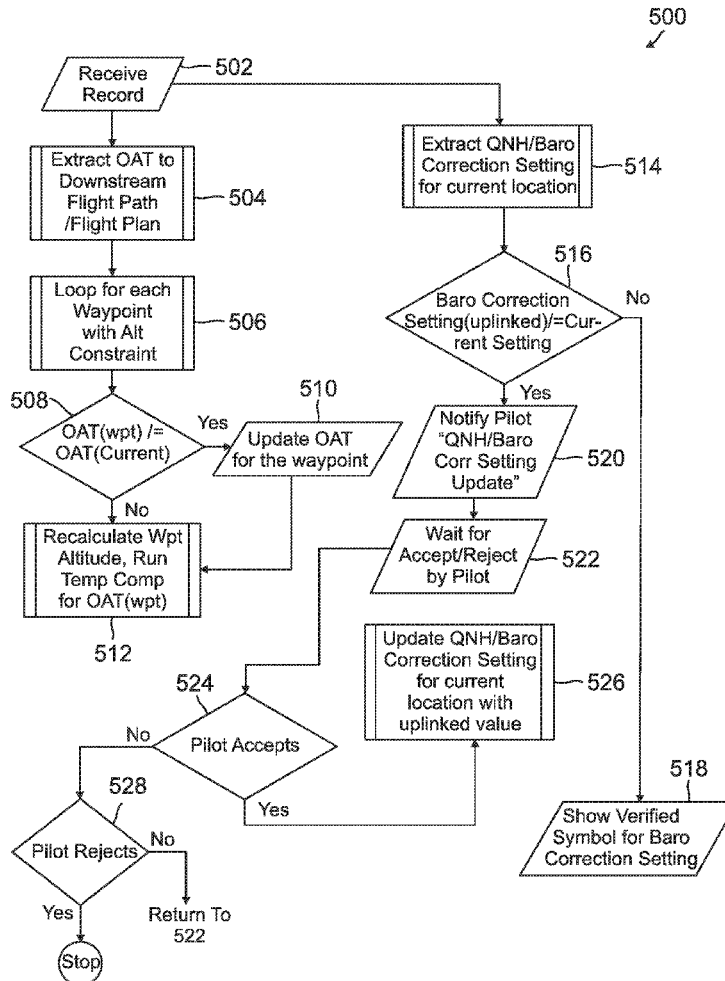 500
Receive
Record
502
Extract OAT to
Downstream
Flight Path
/Flight Plan
504
Loop for each
Waypoint
with Alt
Constraint
506
508
OAT(wpt) /=
OAT(Current)
Yes
No
510
Update OAT
for the waypoint
Recalculate Wpt
Altitude, Run
Temp Comp
for OAT(wpt)
512
Extract QNH/Baro
Correction Setting
for current location
514
516
Baro Correction
Setting(uplinked)/=Cur-
rent Setting
No
Yes
Notify Pilot
"QNH/Baro
Corr Setting
Update"
520
Wait for
Accept/Reject
by Pilot
522
524
Pilot Accepts
No
Yes
Update QNH/Baro
Correction Setting
for current
location with
uplinked value
526
528
Pilot Rejects
No
Yes
Return To
522
Stop
518
Show Verified
Symbol for Baro
Correction Setting